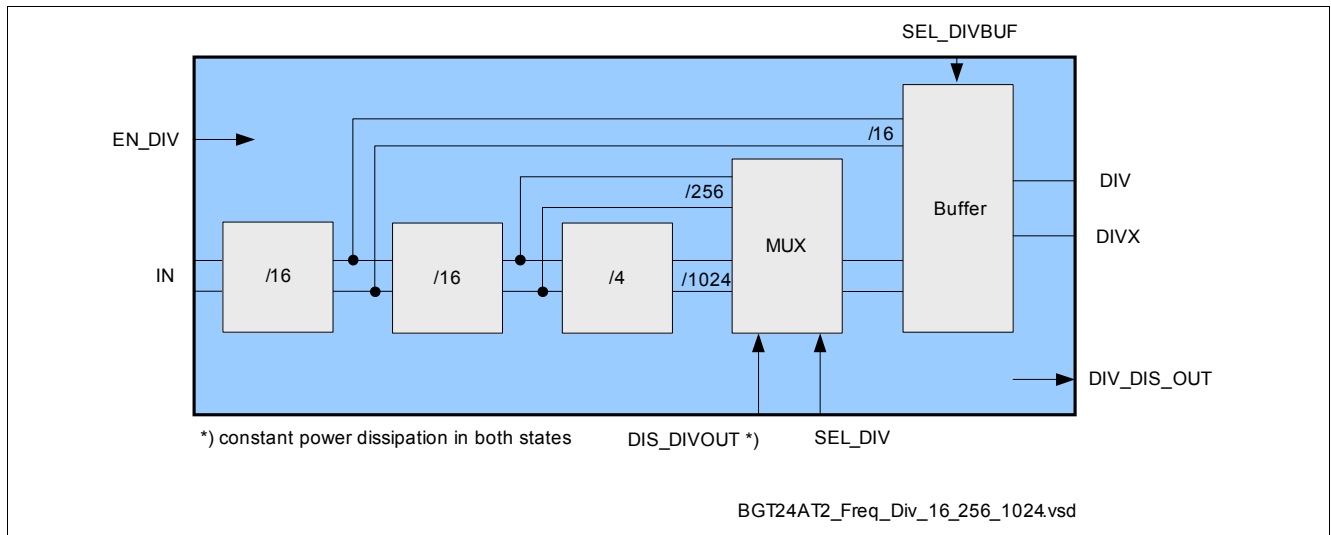 SEL_DIVBUF
EN_DIV
/16
DIV
/256
Buffer
MUX
DIVX
IN
/16
/16
/4
/1024
DIV_DIS_OUT
*) constant power dissipation in both states
DIS_DIVOUT *)
SEL_DIV
BGT24AT2_Freq_Div_16_256_1024.vsd